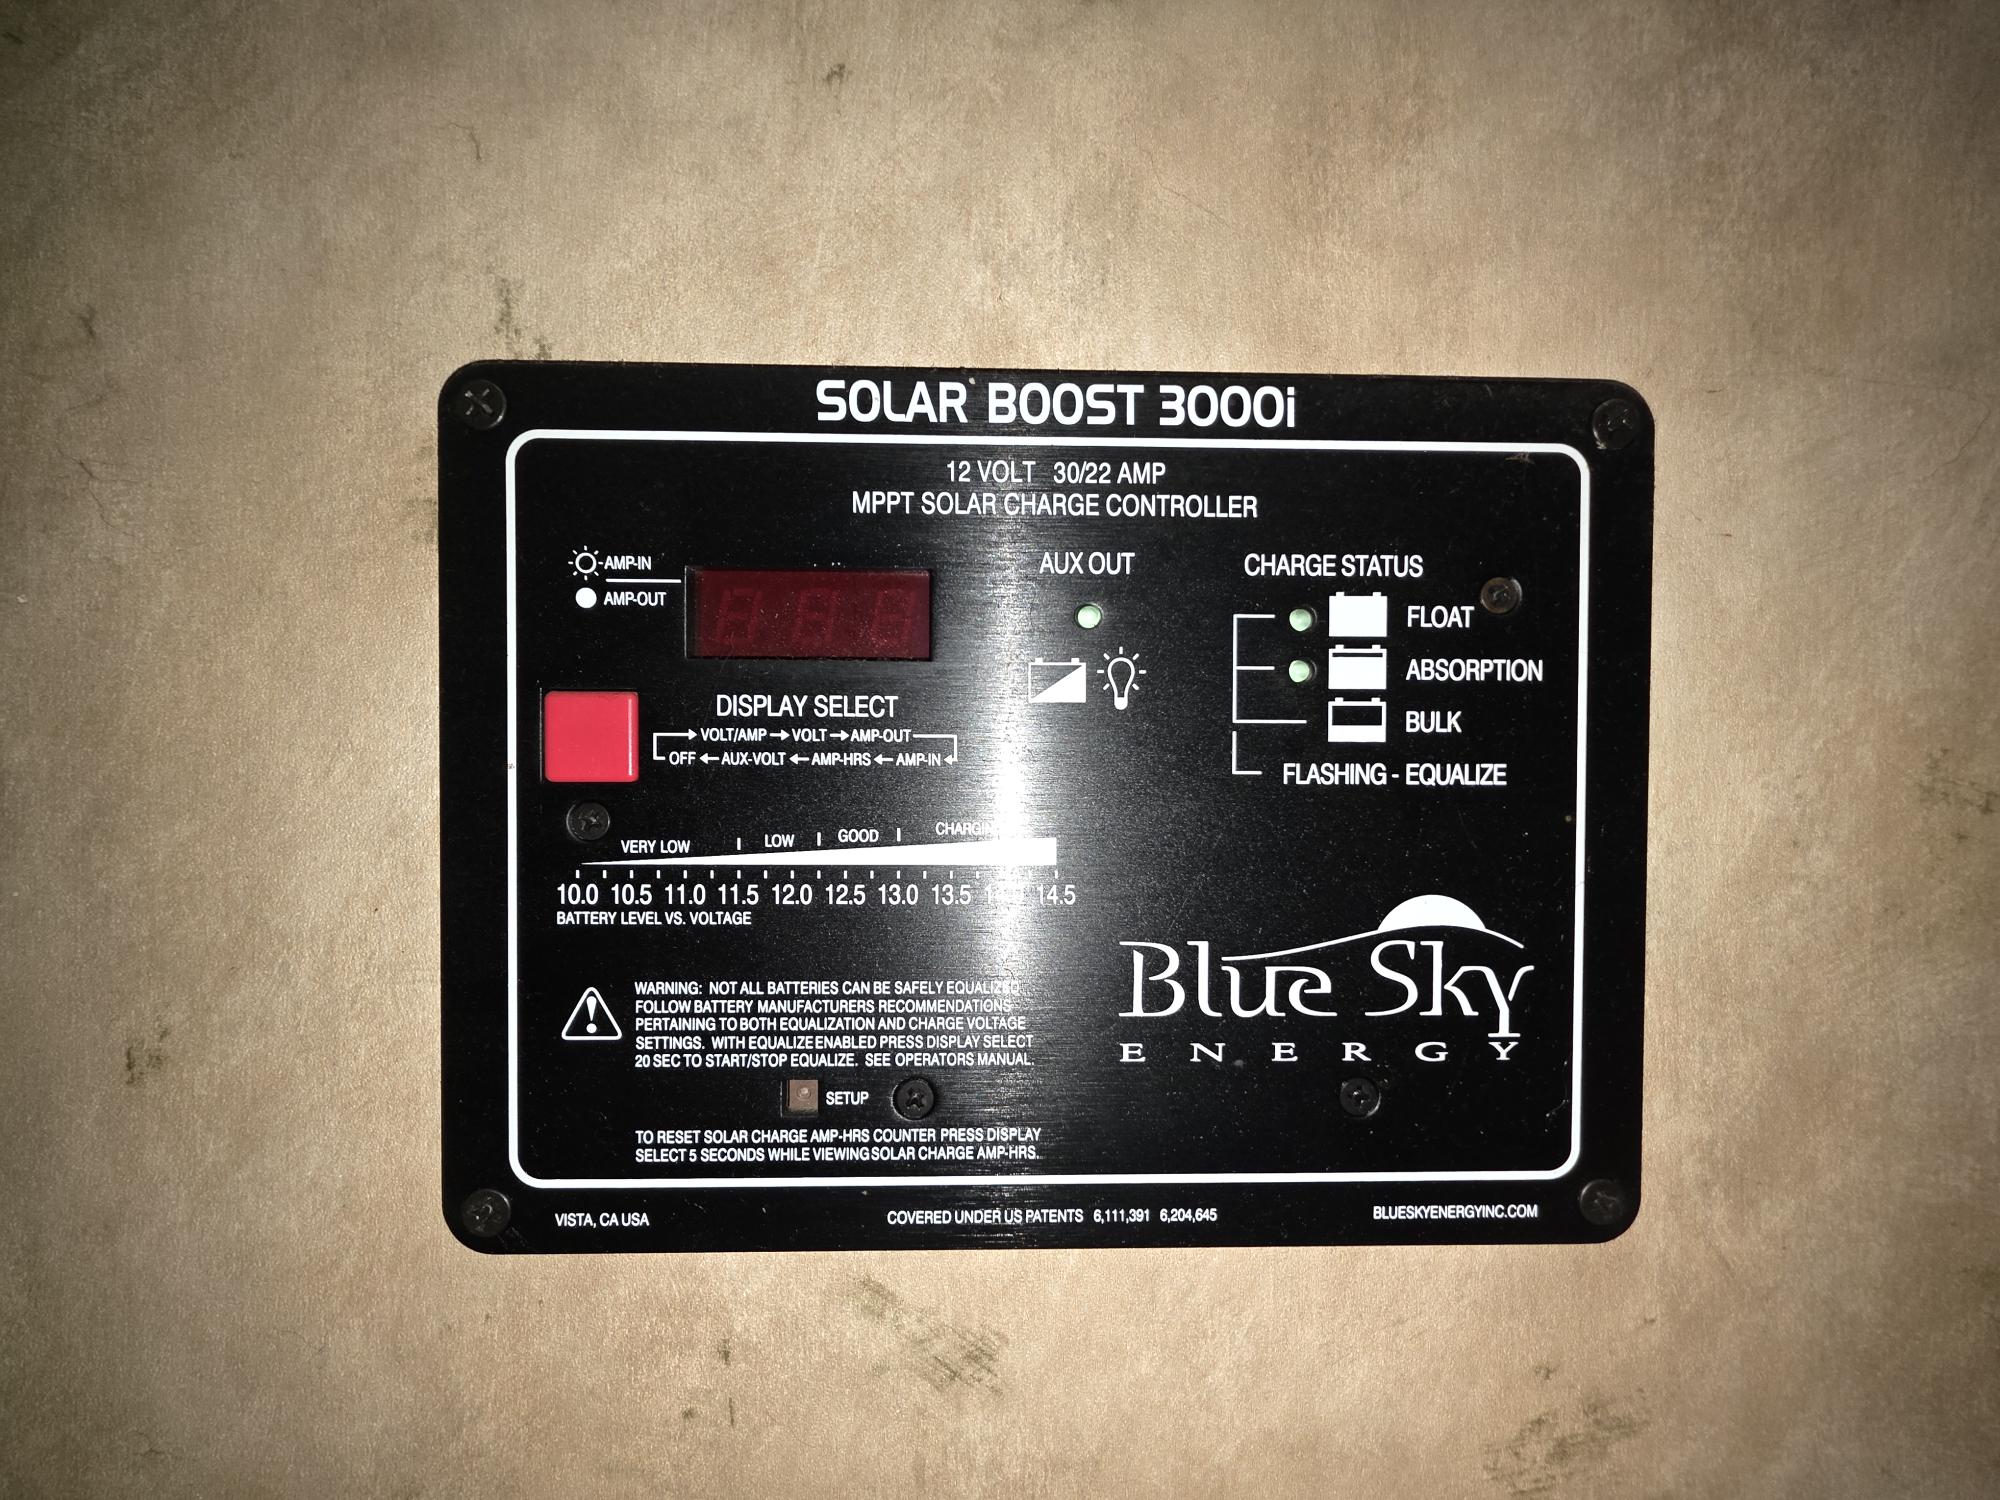 SOLAR BOOST 3000i
12 VOLT 30/22 AMP
MPPT SOLAR CHARGE CONTROLLER
AMP-IN
AMP-OUT
AUX OUT
CHARGE STATUS
FLOAT
ABSORPTION
BULK
FLASHING - EQUALIZE
DISPLAY SELECT
VOLT/AMP → VOLT → AMP-OUT
OFF ← AUX-VOLT ← AMP-HRS ← AMP-IN
VERY LOW LOW GOOD
10.0 10.5 11.0 11.5 12.0 12.5 13.0 13.5 14.5
BATTERY LEVEL VS. VOLTAGE
WARNING: NOT ALL BATTERIES CAN BE SAFELY EQUALIZED
FOLLOW BATTERY MANUFACTURERS RECOMMENDATIONS
PERTAINING TO BOTH EQUALIZATION AND CHARGE VOLTAGE
SETTINGS. WITH EQUALIZE ENABLED PRESS DISPLAY SELECT
20 SEC TO START/STOP EQUALIZE. SEE OPERATORS MANUAL.
SETUP
TO RESET SOLAR CHARGE AMP-HRS COUNTER PRESS DISPLAY
SELECT 5 SECONDS WHILE VIEWING SOLAR CHARGE AMP-HRS.
Blue Sky
ENERGY
VISTA, CA USA
COVERED UNDER US PATENTS 6,111,391 6,204,645
BLUESKYENERGYINC.COM